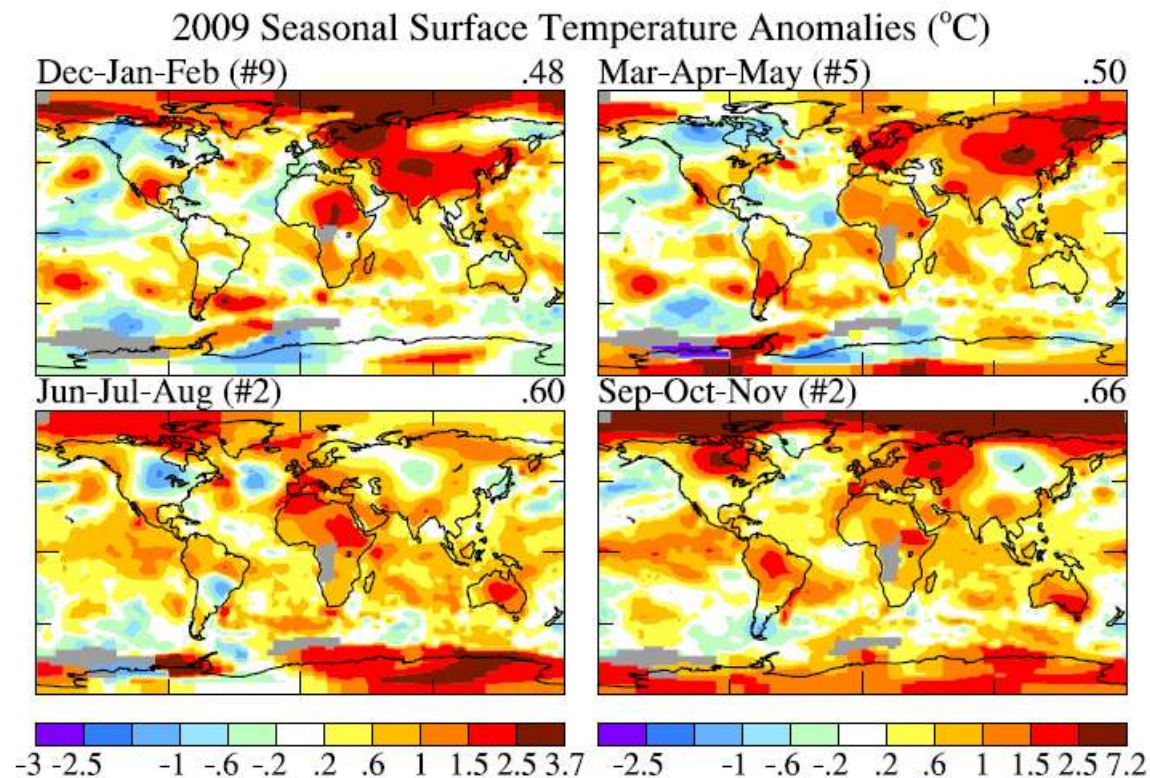 2009 Seasonal Surface Temperature Anomalies (°C)
Dec-Jan-Feb (#9) .48 Mar-Apr-May (#5) .50
Jun-Jul-Aug (#2) .60 Sep-Oct-Nov (#2) .66
-3 -2.5 -1 -.6 -.2 .2 .6 1 1.5 2.5 3.7 -2.5 -1 -.6 -.2 .2 .6 1 1.5 2.5 7.2